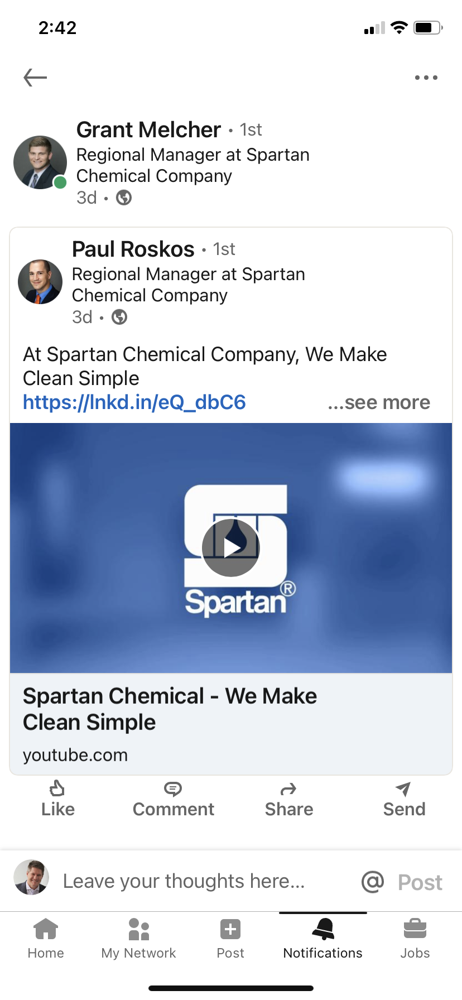 2:42
Grant Melcher • 1st
Regional Manager at Spartan
Chemical Company
3d •
Paul Roskos • 1st
Regional Manager at Spartan
Chemical Company
3d •
At Spartan Chemical Company, We Make
Clean Simple
https://lnkd.in/eQ_dbC6 ...see more
Spartan®
Spartan Chemical - We Make
Clean Simple
youtube.com
Like Comment Share Send
Leave your thoughts here... @ Post
Home My Network Post Notifications Jobs